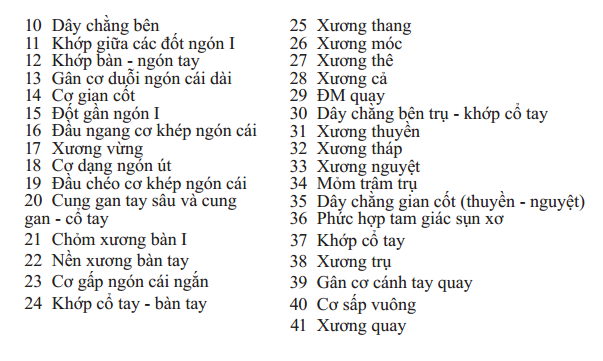 10 Dây chằng bên
11 Khớp giữa các đốt ngón I
12 Khớp bàn - ngón tay
13 Gân cơ duỗi ngón cái dài
14 Cơ gian cốt
15 Đốt gần ngón I
16 Đầu ngang cơ khép ngón cái
17 Xương vừng
18 Cơ dạng ngón út
19 Đầu chéo cơ khép ngón cái
20 Cung gan tay sâu và cung
gan - cổ tay
21 Chỏm xương bàn I
22 Nền xương bàn tay
23 Cơ gấp ngón cái ngắn
24 Khớp cổ tay - bàn tay
25 Xương thang
26 Xương móc
27 Xương thê
28 Xương cả
29 ĐM quay
30 Dây chằng bên trụ - khớp cổ tay
31 Xương thuyền
32 Xương tháp
33 Xương nguyệt
34 Mỏm trâm trụ
35 Dây chằng gian cốt (thuyền - nguyệt)
36 Phức hợp tam giác sụn xơ
37 Khớp cổ tay
38 Xương trụ
39 Gân cơ cánh tay quay
40 Cơ sấp vuông
41 Xương quay